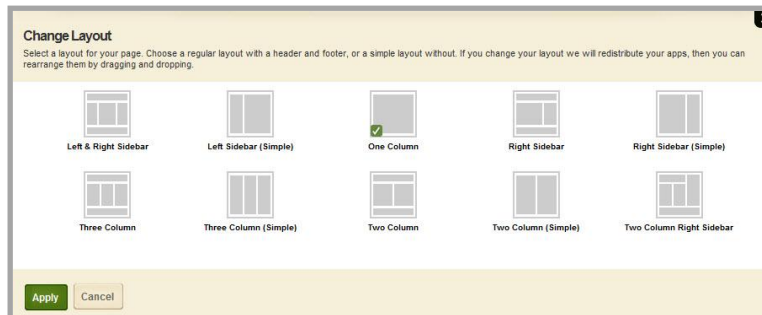 Change Layout
Select a layout for your page. Choose a regular layout with a header and footer, or a simple layout without. If you change your layout we will redistribute your apps, then you can
rearrange them by dragging and dropping.
Left & Right Sidebar
Left Sidebar (Simple)
One Column
Right Sidebar
Right Sidebar (Simple)
Three Column
Three Column (Simple)
Two Column
Two Column (Simple)
Two Column Right Sidebar
Apply
Cancel